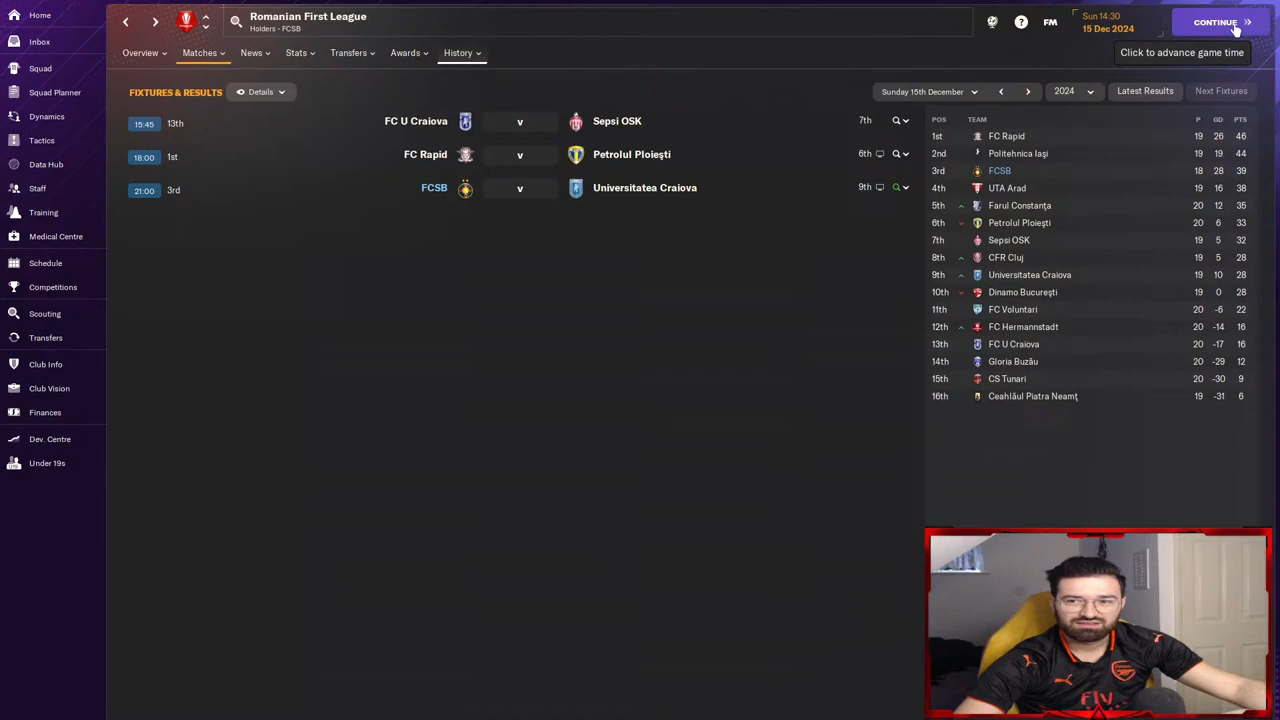 Home
Romanian First League
Holders - FCSB
FM
Sun 14:30
15 Dec 2024
CONTINUE
Click to advance game time
Inbox
Squad
Squad Planner
Dynamics
Tactics
Data Hub
Staff
Training
Medical Centre
Schedule
Competitions
Scouting
Transfers
Club Info
Club Vision
Finances
Dev. Centre
Under 19s
Overview Matches News Stats Transfers Awards History
FIXTURES & RESULTS Details Sunday 15th December 2024 Latest Results Next Fixtures
15:45 13th FC U Craiova v Sepsi OSK 7th
18:00 1st FC Rapid v Petrolul Ploieşti 6th
21:00 3rd FCSB v Universitatea Craiova 9th
POS TEAM P GD PTS
1st FC Rapid 19 26 46
2nd Politehnica Iaşi 19 19 44
3rd FCSB 18 28 39
4th UTA Arad 19 16 38
5th Farul Constanţa 20 12 35
6th Petrolul Ploieşti 20 6 33
7th Sepsi OSK 19 5 32
8th CFR Cluj 19 5 28
9th Universitatea Craiova 19 10 28
10th Dinamo Bucureşti 19 0 28
11th FC Voluntari 20 -6 22
12th FC Hermannstadt 20 -14 16
13th FC U Craiova 20 -17 16
14th Gloria Buzău 20 -29 12
15th CS Tunari 20 -30 9
16th Ceahlăul Piatra Neamţ 19 -31 6